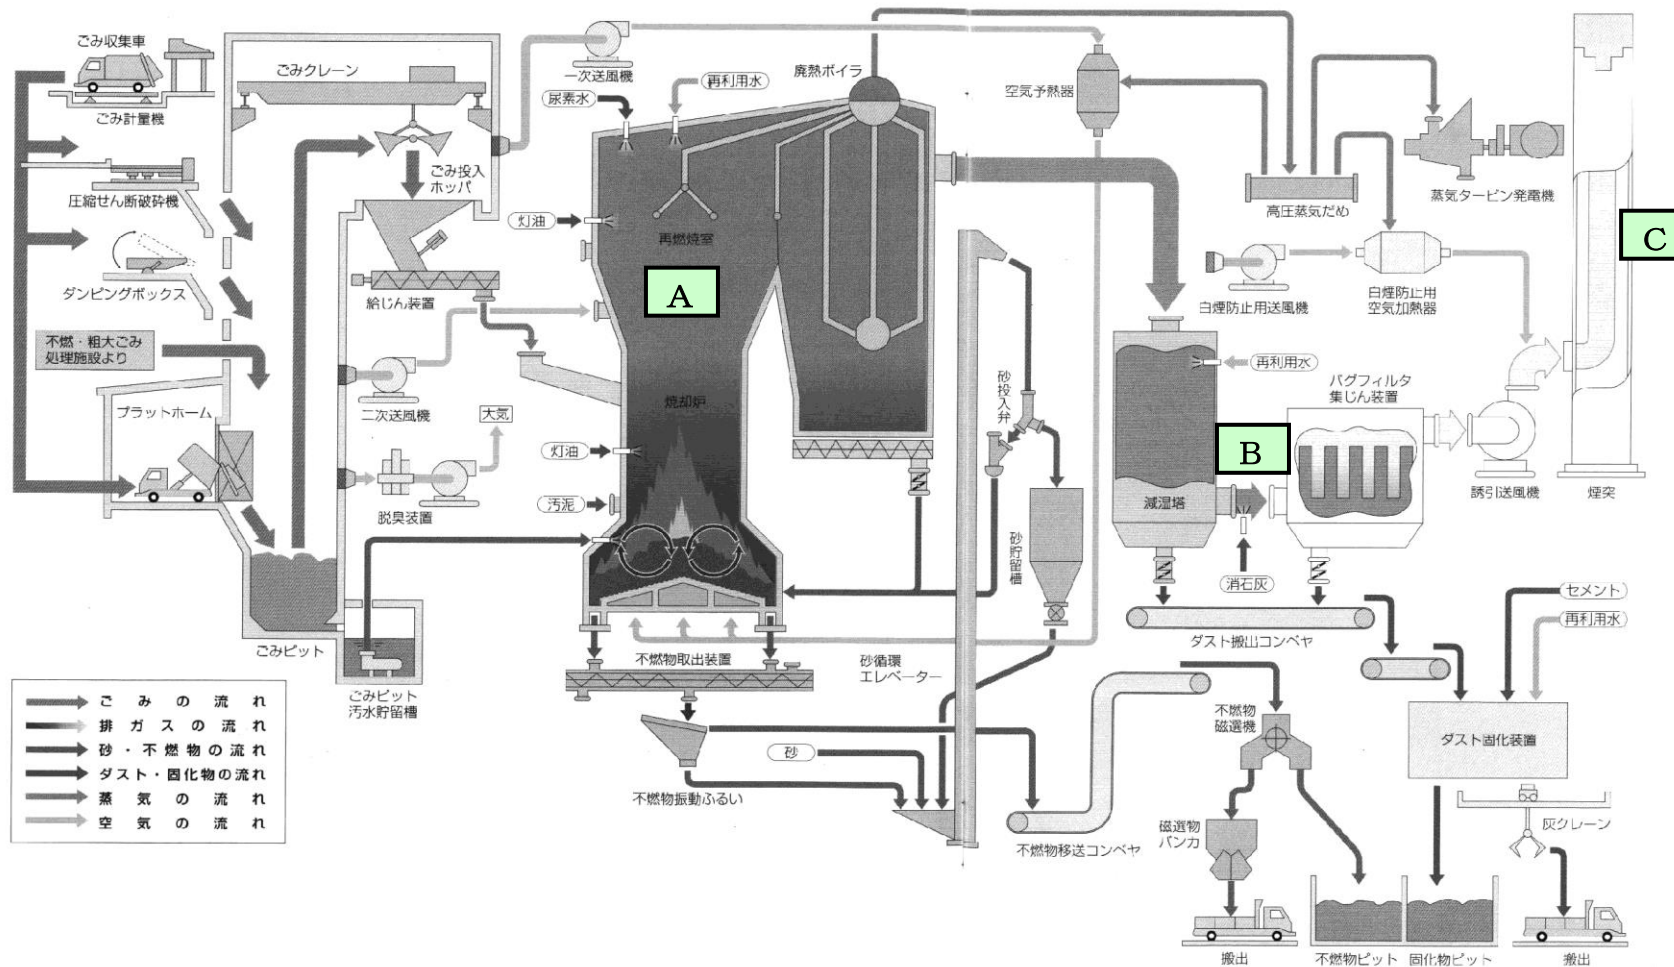 ごみ収集車
ごみ計量機
圧縮せん断破砕機
ダンピングボックス
不燃・粗大ごみ
処理施設より
プラットホーム
ごみクレーン
ごみ投入
ホッパ
給じん装置
二次送風機
大気
脱臭装置
ごみピット
ごみピット
汚水貯留槽
一次送風機
尿素水
再利用水
廃熱ボイラ
灯油
再燃焼室
A
焼却炉
灯油
汚泥
不燃物取出装置
不燃物振動ふるい
砂
砂循環
エレベーター
砂投入弁
砂貯留槽
空気予熱器
高圧蒸気だめ
蒸気タービン発電機
白煙防止用送風機
白煙防止用
空気加熱器
C
再利用水
バグフィルタ
集じん装置
B
減湿塔
消石灰
誘引送風機
煙突
ダスト搬出コンベヤ
セメント
再利用水
ダスト固化装置
灰クレーン
不燃物
磁選機
不燃物移送コンベヤ
磁選物
バンカ
搬出
不燃物ピット
固化物ピット
搬出
ごみの流れ
排ガスの流れ
砂・不燃物の流れ
ダスト・固化物の流れ
蒸気の流れ
空気の流れ